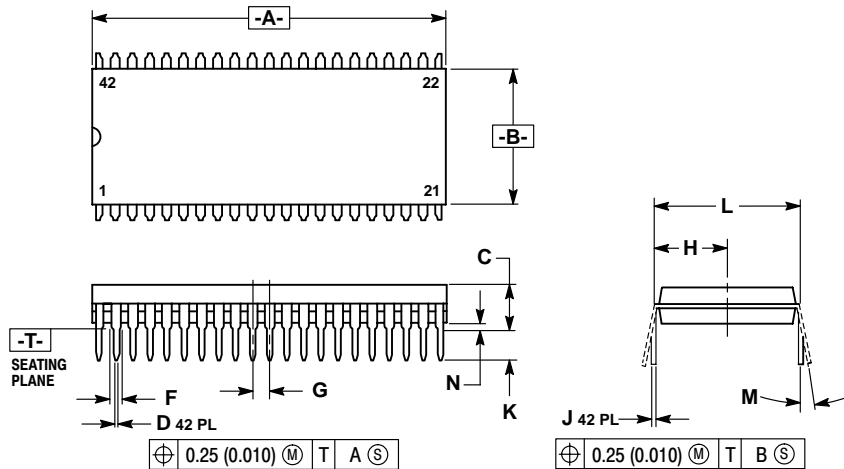 -A-
42 22
-B-
1 21
L
H
C
-T-
SEATING
PLANE
F
G
N
K
M
D 42 PL
J 42 PL
⌖ 0.25 (0.010) Ⓜ T A Ⓢ
⌖ 0.25 (0.010) Ⓜ T B Ⓢ